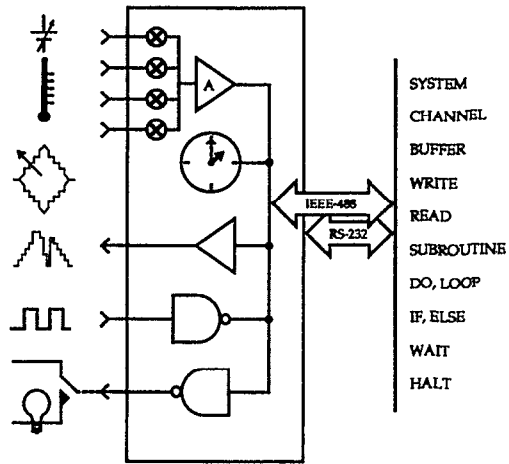 A
IEEE-488
RS-232
SYSTEM
CHANNEL
BUFFER
WRITE
READ
SUBROUTINE
DO, LOOP
IF, ELSE
WAIT
HALT